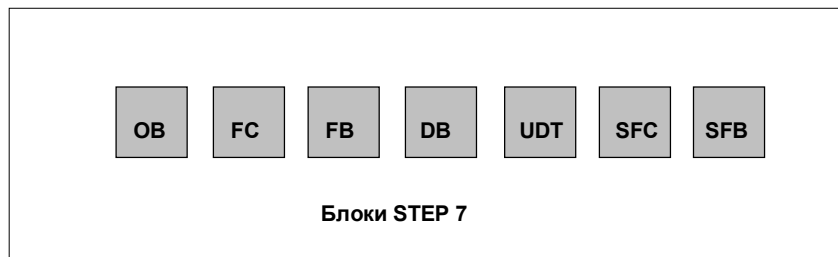 OB FC FB DB UDT SFC SFB
Блоки STEP 7